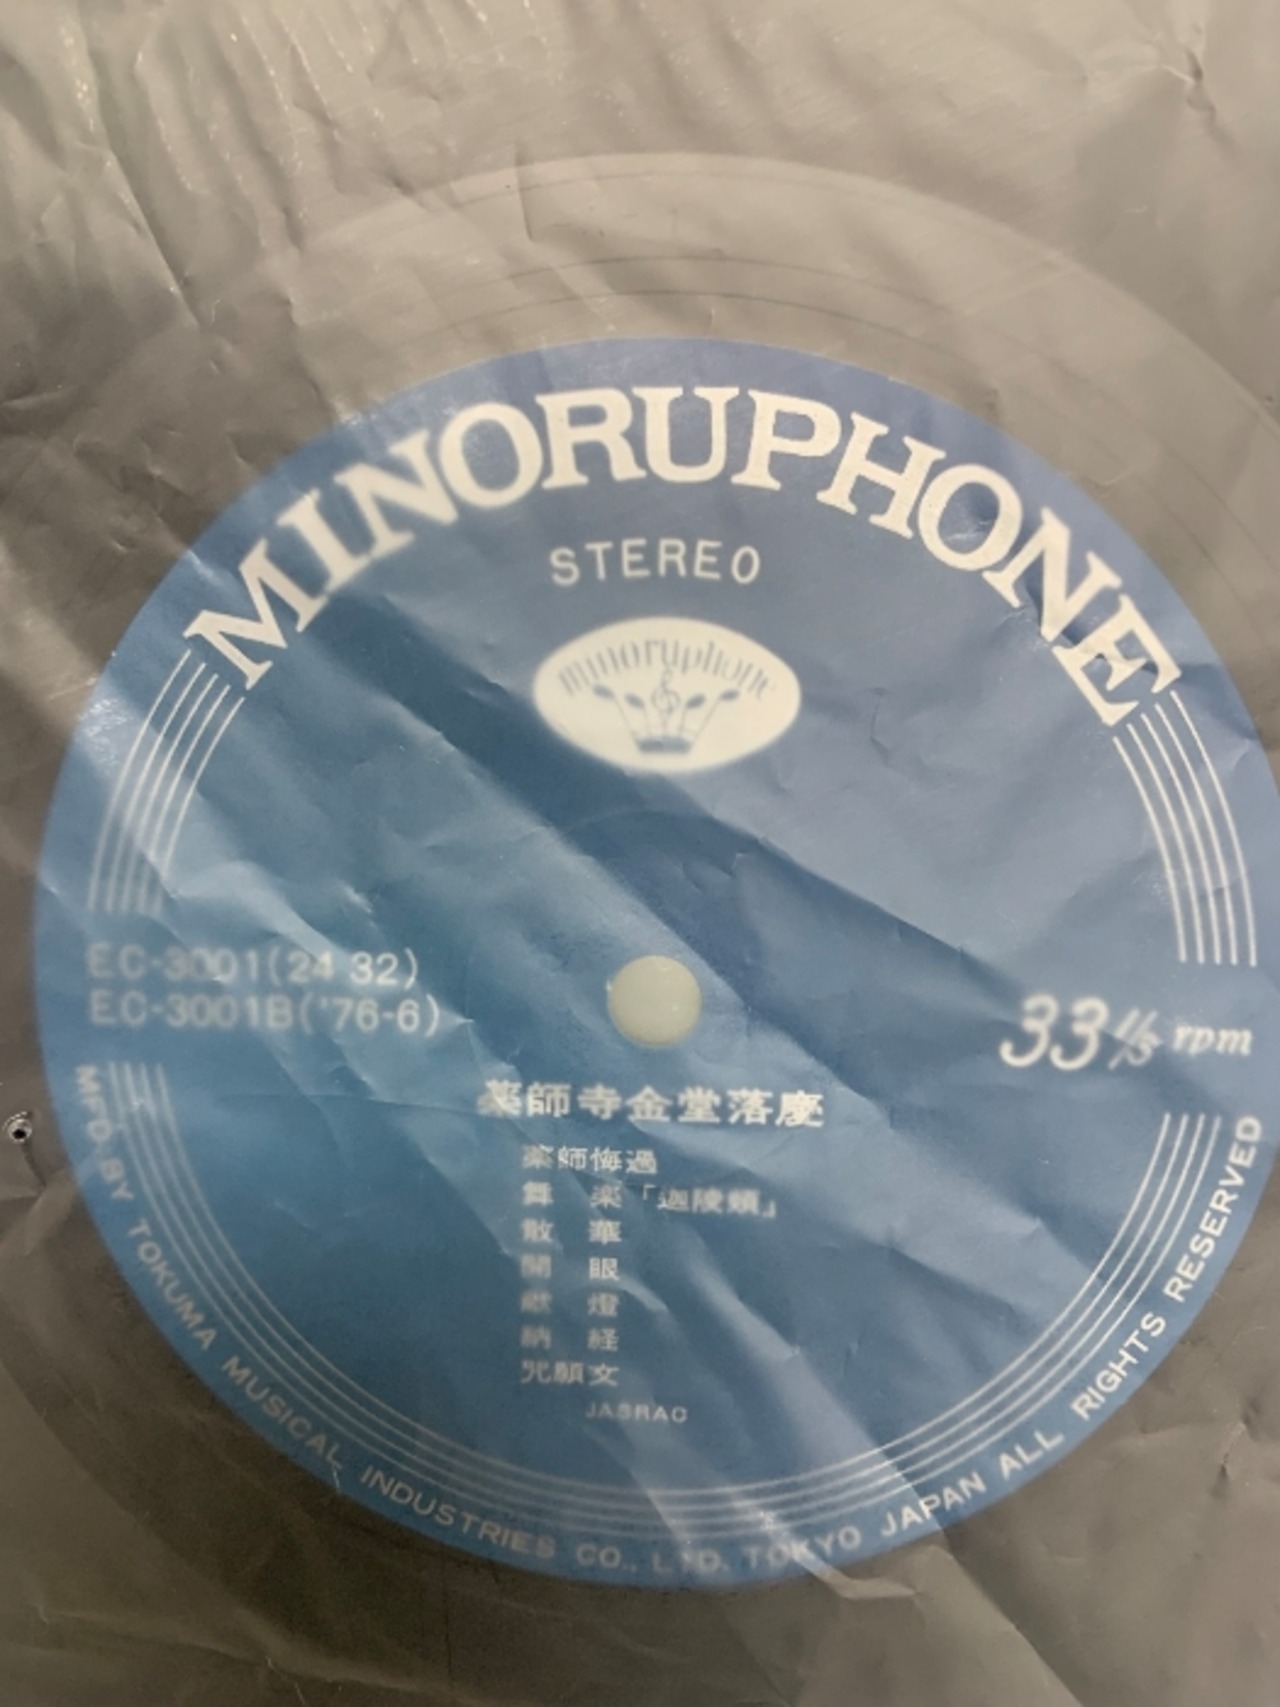 MINORUPHONE
STEREO
minoruphone
EC-3001(24 32)
EC-3001B('76-6)
33 1/3 rpm
薬師寺金堂落慶
薬師悔過
舞 楽「迦陵頻」
散 華
開 眼
献 燈
納 経
咒願文
JASRAC
MFD. BY TOKUMA MUSICAL INDUSTRIES CO., LTD. TOKYO JAPAN ALL RIGHTS RESERVED